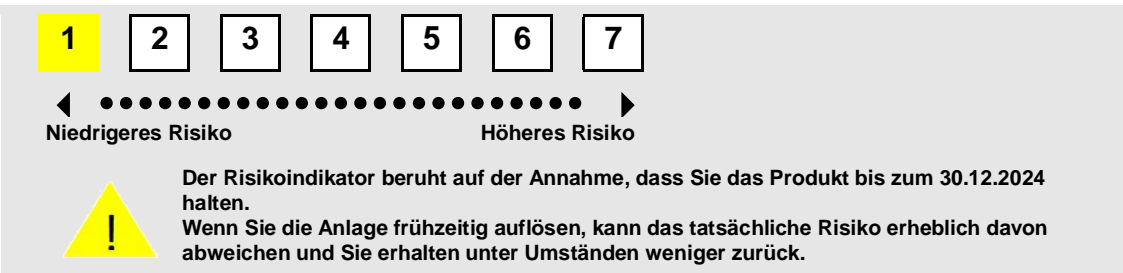 1 2 3 4 5 6 7
Niedrigeres Risiko Höheres Risiko
Der Risikoindikator beruht auf der Annahme, dass Sie das Produkt bis zum 30.12.2024
halten.
Wenn Sie die Anlage frühzeitig auflösen, kann das tatsächliche Risiko erheblich davon
! abweichen und Sie erhalten unter Umständen weniger zurück.